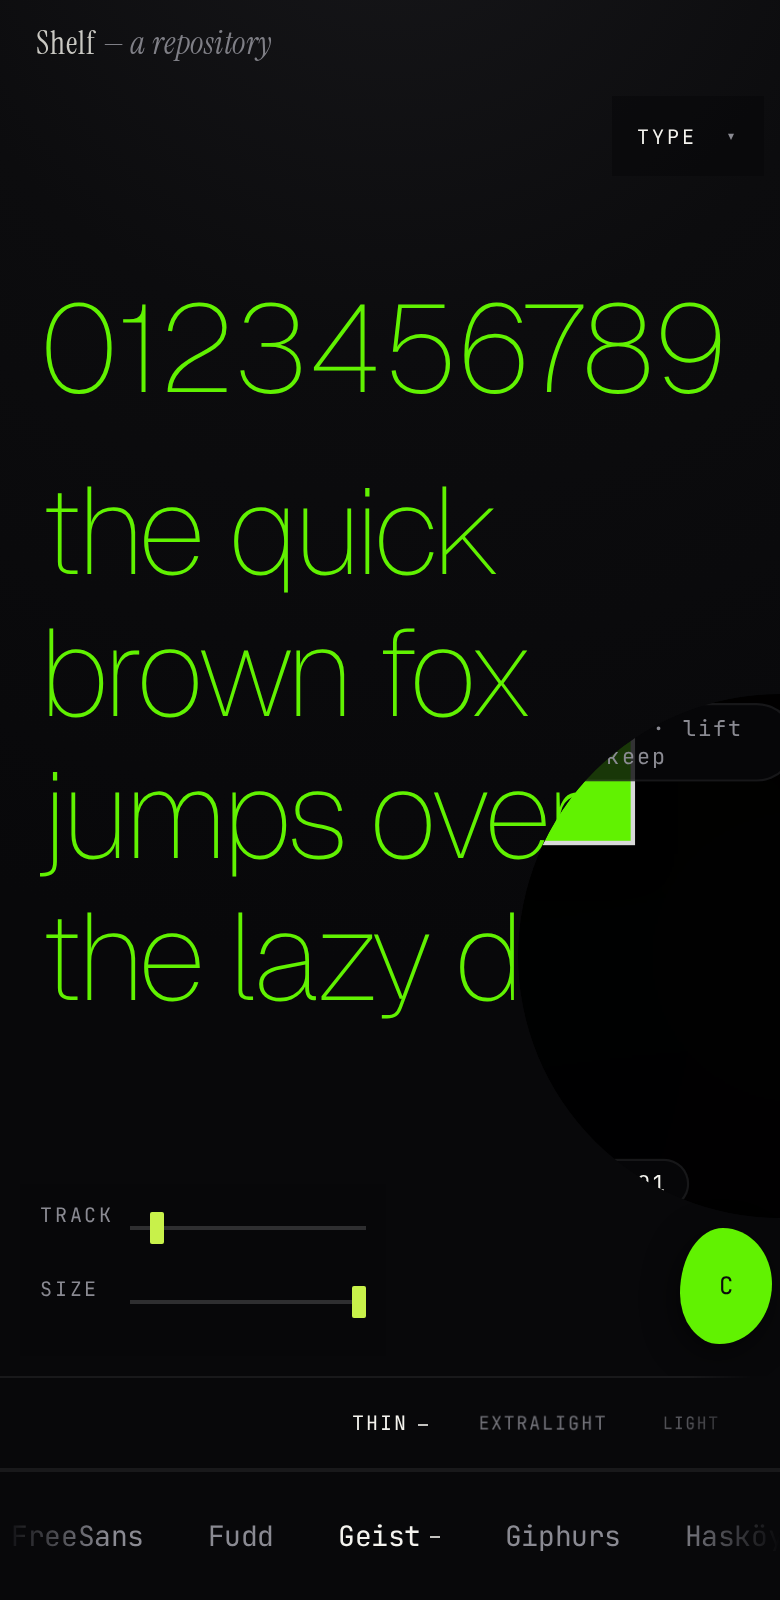 Shelf – a repository
TYPE
0123456789
the quick
brown fox
jumps over
the lazy d
· lift
keep
TRACK
SIZE
C
THIN – EXTRALIGHT LIGHT
FreeSans Fudd Geist – Giphurs